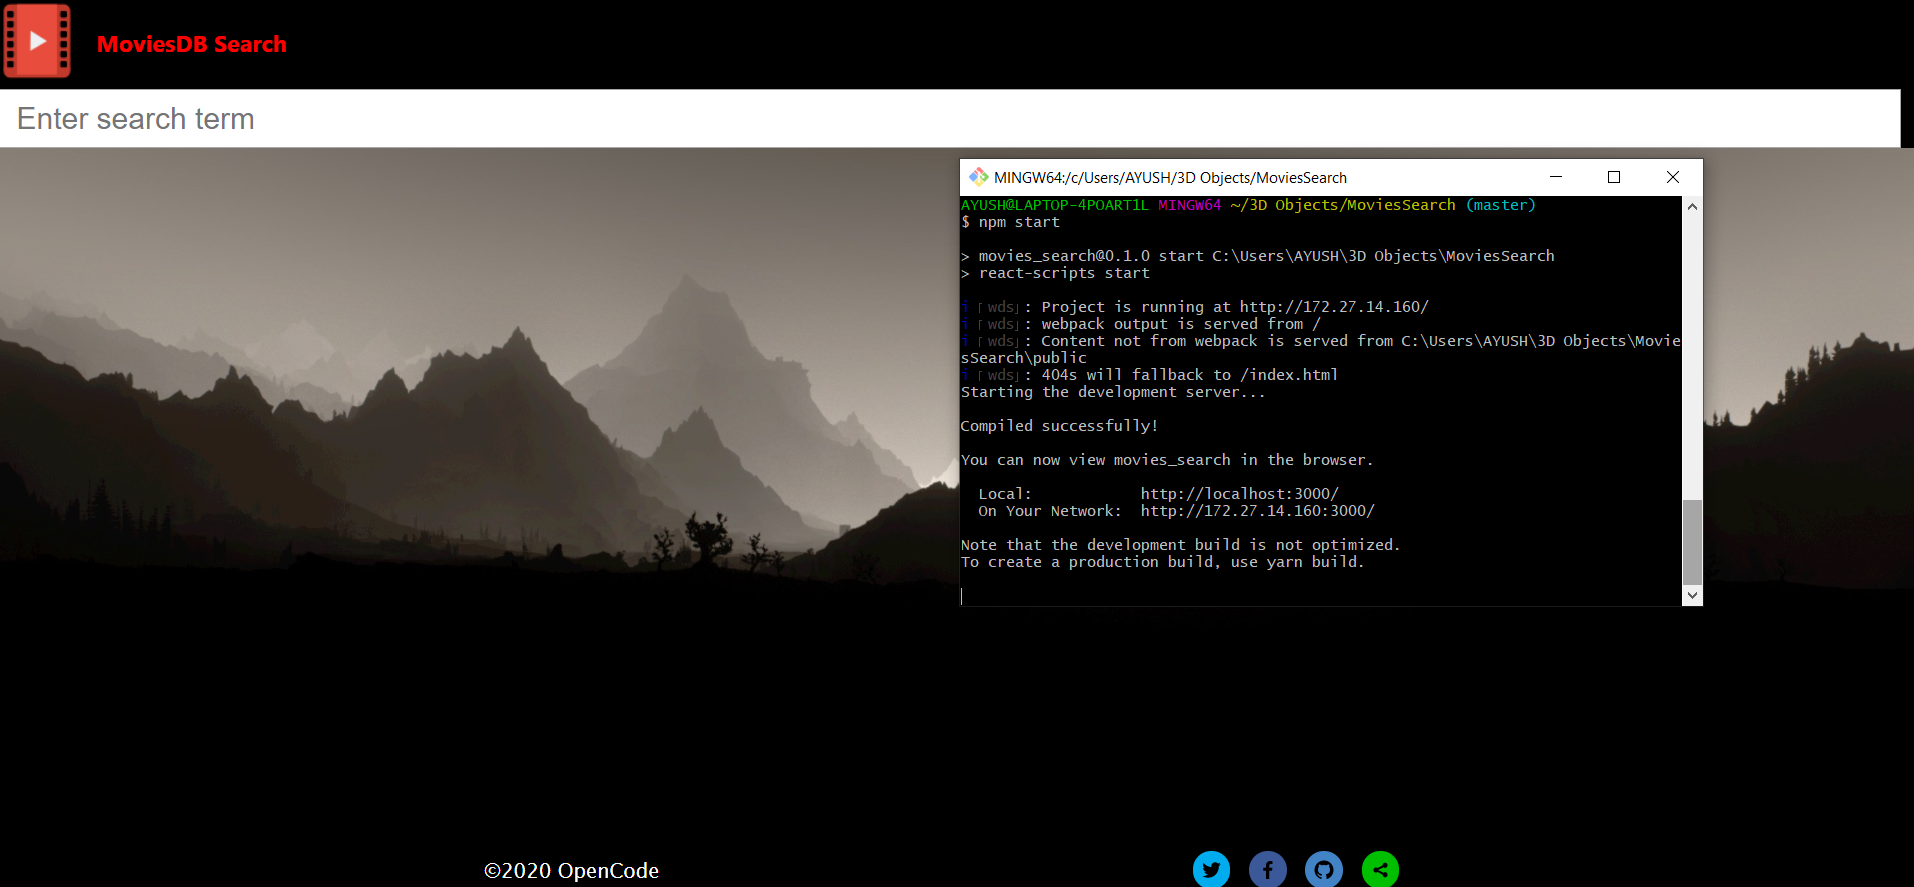 MoviesDB Search
Enter search term
MINGW64:/c/Users/AYUSH/3D Objects/MoviesSearch
AYUSH@LAPTOP-4POART1L MINGW64 ~/3D Objects/MoviesSearch (master)
$ npm start
> movies_search@0.1.0 start C:\Users\AYUSH\3D Objects\MoviesSearch
> react-scripts start
i ｢wds｣: Project is running at http://172.27.14.160/
i ｢wds｣: webpack output is served from /
i ｢wds｣: Content not from webpack is served from C:\Users\AYUSH\3D Objects\Movie
sSearch\public
i ｢wds｣: 404s will fallback to /index.html
Starting the development server...
Compiled successfully!
You can now view movies_search in the browser.
Local: http://localhost:3000/
On Your Network: http://172.27.14.160:3000/
Note that the development build is not optimized.
To create a production build, use yarn build.
©2020 OpenCode